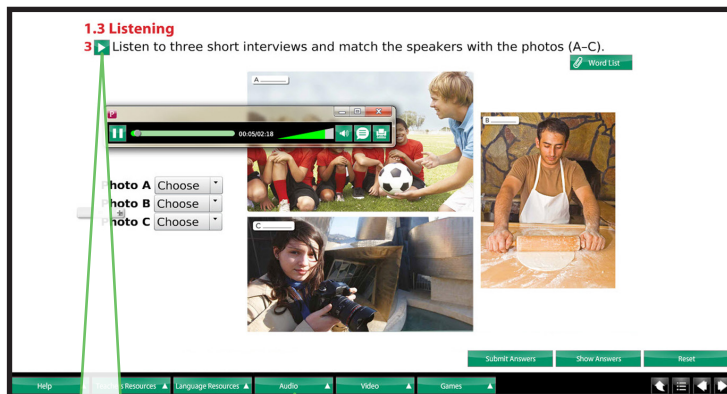 1.3 Listening
3 Listen to three short interviews and match the speakers with the photos (A–C).
Word List
A
B
00:05/02:18
Photo A Choose
Photo B Choose
Photo C Choose
C
Submit Answers Show Answers Reset
Help Resources Language Resources Audio Video Games